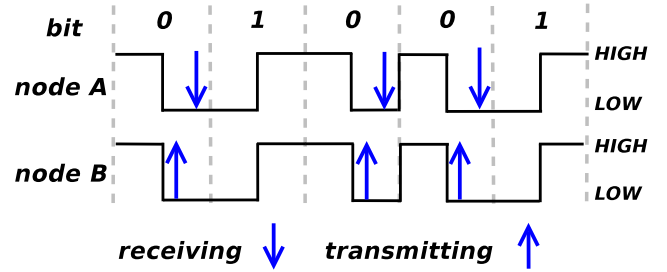 bit 0 1 0 0 1
HIGH
node A
LOW
HIGH
node B
LOW
receiving transmitting